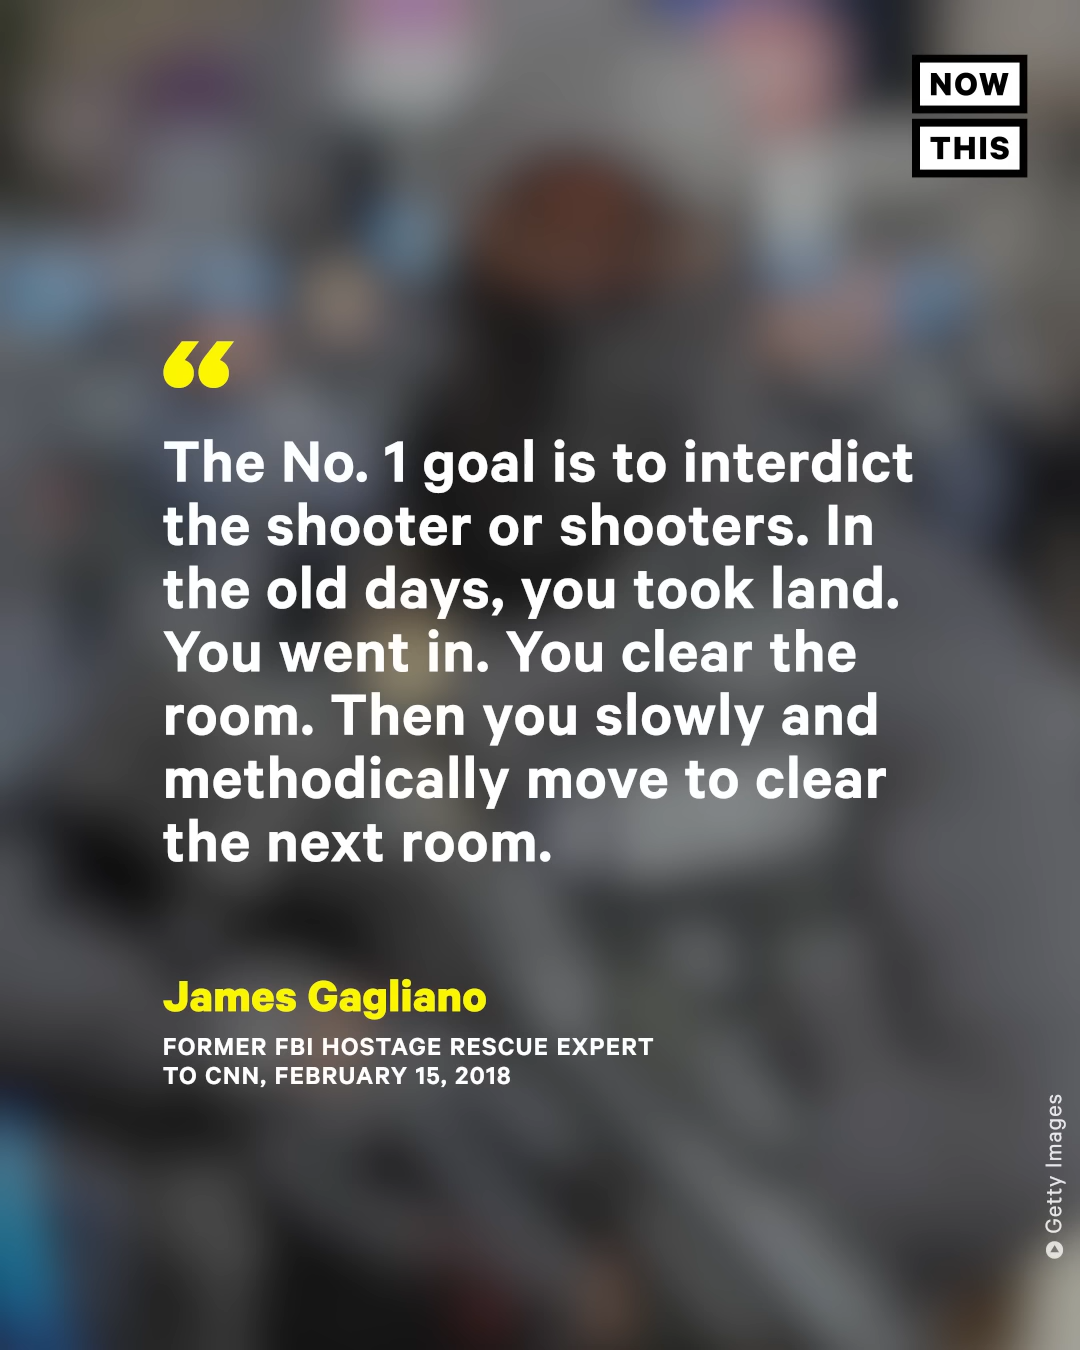 NOW
THIS
“
The No. 1 goal is to interdict
the shooter or shooters. In
the old days, you took land.
You went in. You clear the
room. Then you slowly and
methodically move to clear
the next room.
James Gagliano
FORMER FBI HOSTAGE RESCUE EXPERT
TO CNN, FEBRUARY 15, 2018
Getty Images